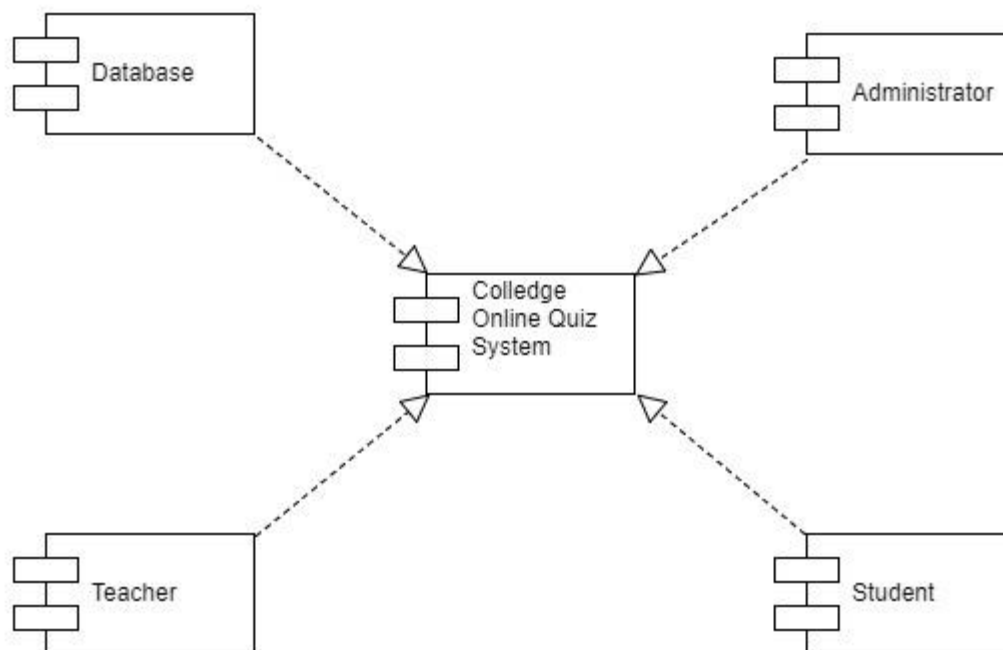 Database
Administrator
Colledge
Online Quiz
System
Teacher
Student